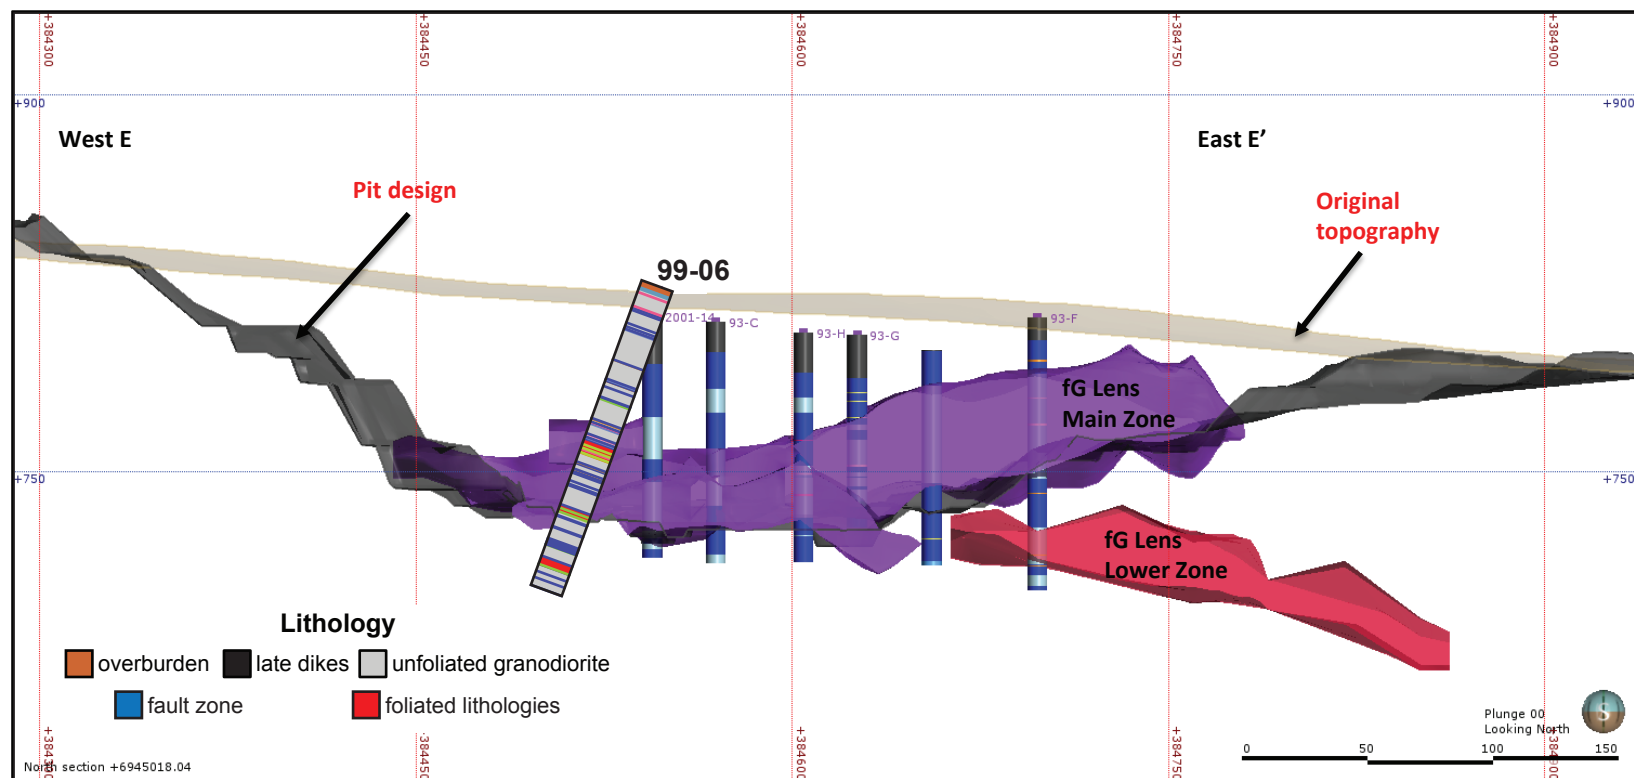 +384300
+384450
+384600
+384750
+384900
+900
+900
West E
East E’
Pit design
Original
topography
99-06
2001-14
93-C
93-H
93-G
93-F
fG Lens
Main Zone
+750
+750
fG Lens
Lower Zone
Lithology
overburden
late dikes
unfoliated granodiorite
fault zone
foliated lithologies
Plunge 00
Looking North
S
0
50
100
150
+384300
+384450
+384600
+384750
+384900
North section +6945018.04